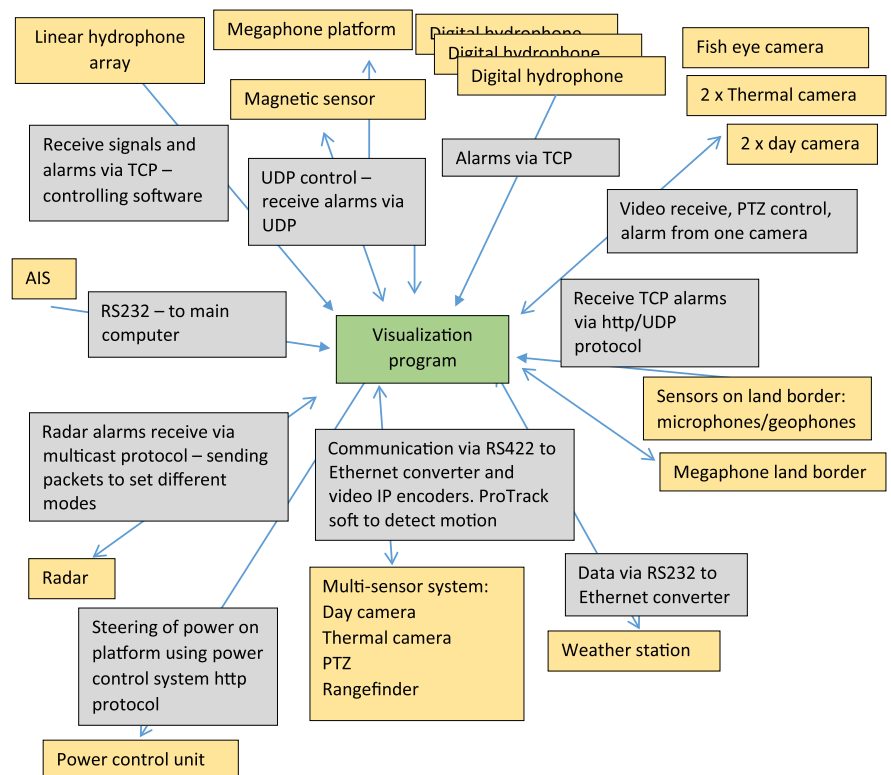 Linear hydrophone
array
Megaphone platform
Digital hydrophone
Digital hydrophone
Digital hydrophone
Fish eye camera
2 x Thermal camera
2 x day camera
Magnetic sensor
Receive signals and
alarms via TCP –
controlling software
UDP control –
receive alarms via
UDP
Alarms via TCP
Video receive, PTZ control,
alarm from one camera
AIS
RS232 – to main
computer
Receive TCP alarms
via http/UDP
protocol
Visualization
program
Sensors on land border:
microphones/geophones
Megaphone land border
Radar alarms receive via
multicast protocol – sending
packets to set different
modes
Communication via RS422 to
Ethernet converter and
video IP encoders. ProTrack
soft to detect motion
Radar
Data via RS232 to
Ethernet converter
Multi-sensor system:
Day camera
Thermal camera
PTZ
Rangefinder
Weather station
Steering of power on
platform using power
control system http
protocol
Power control unit